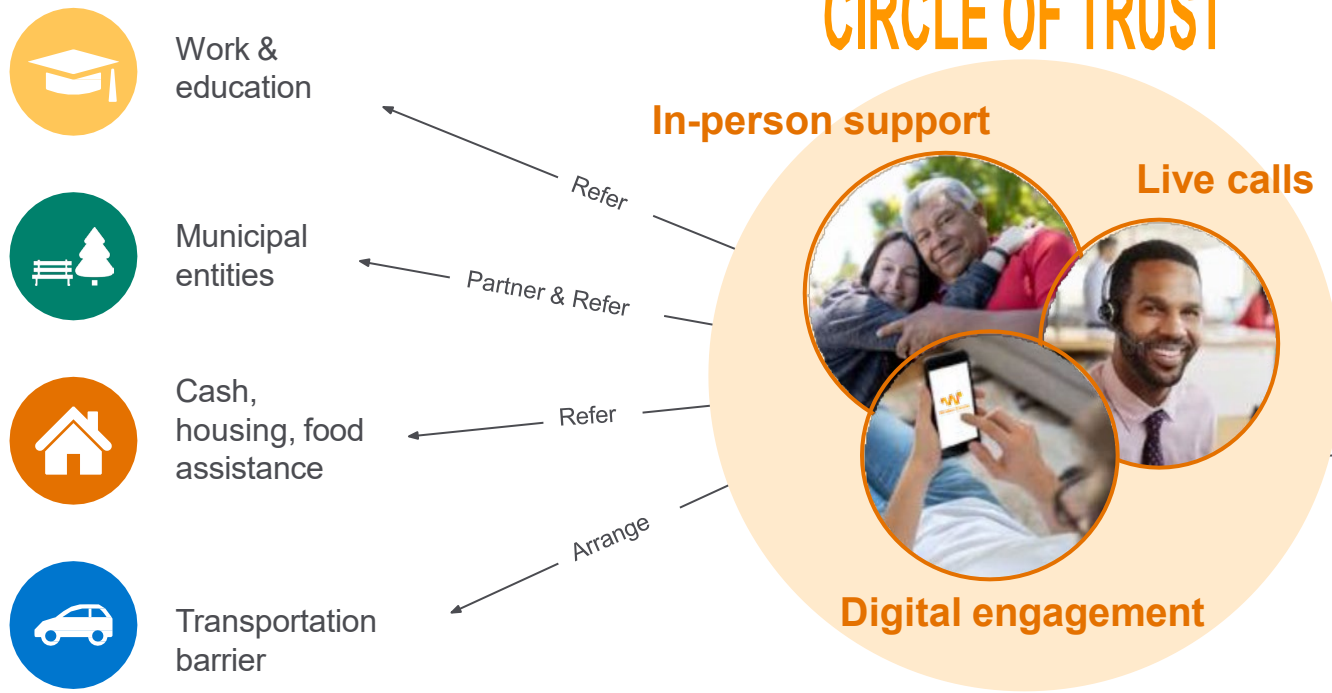 CIRCLE OF TRUST
Work &
education
In-person support
Live calls
Refer
Municipal
entities
Partner & Refer
Cash,
housing, food
assistance
Refer
Arrange
Digital engagement
Transportation
barrier